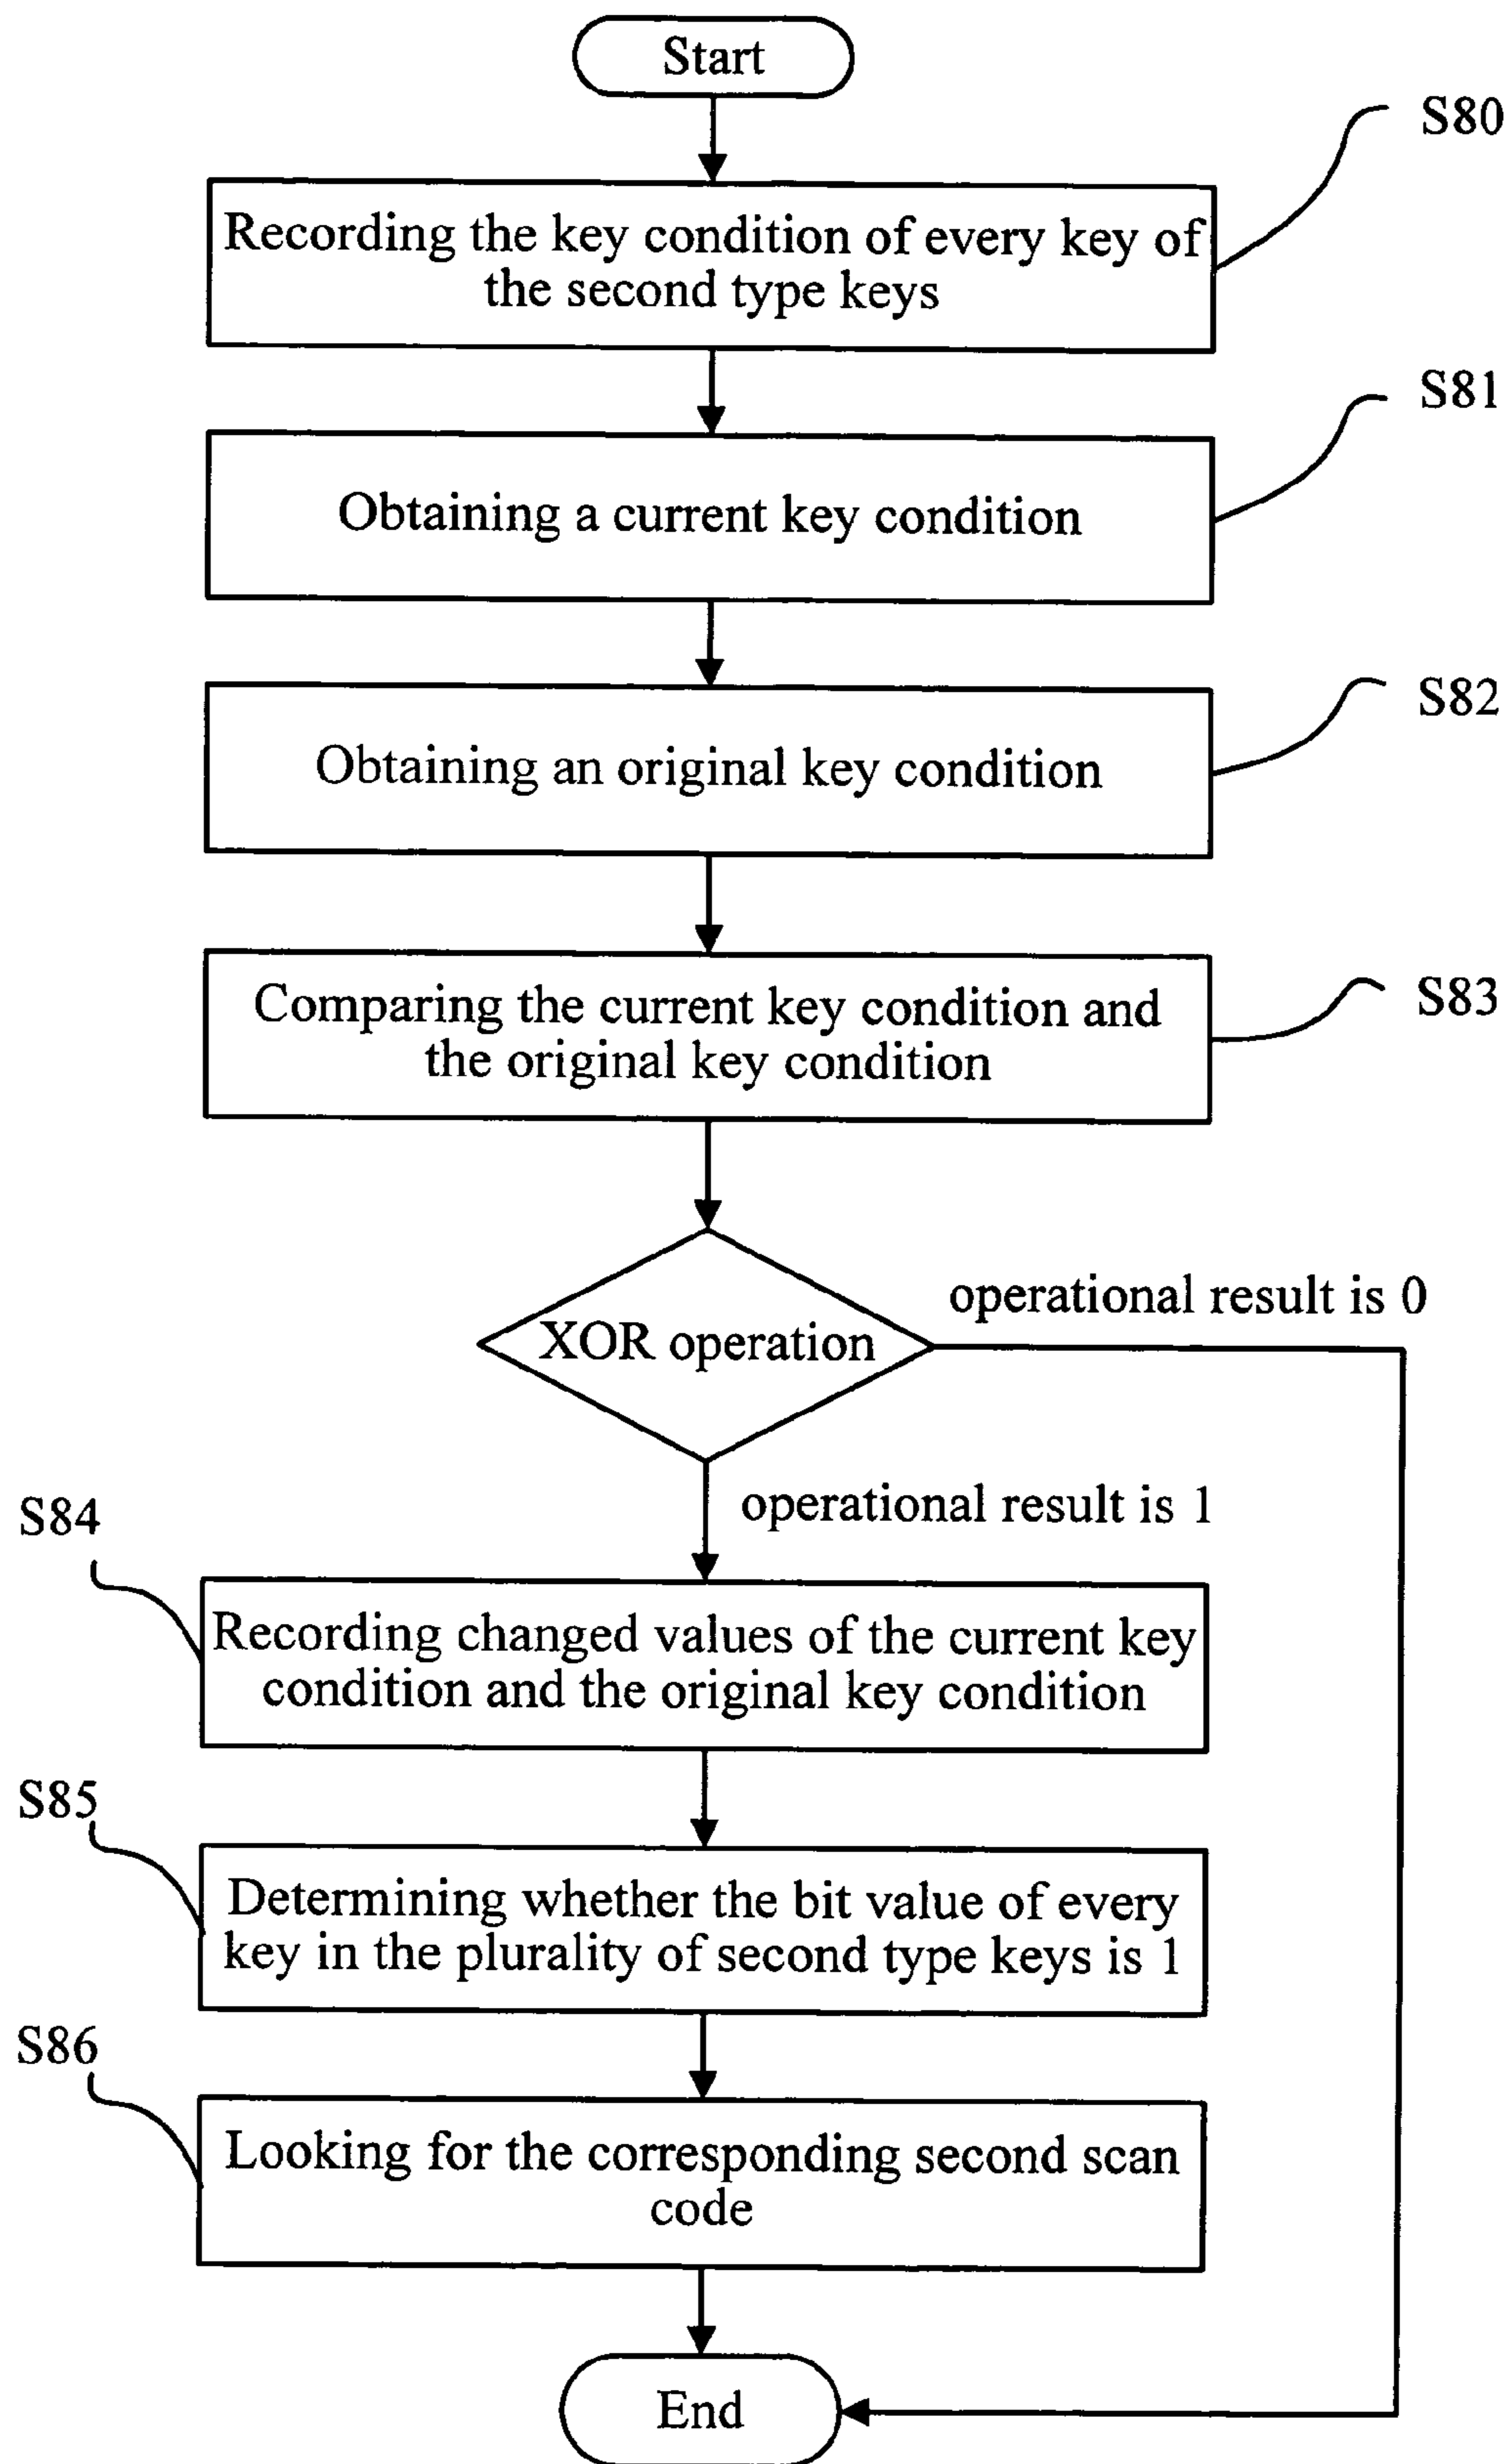 Start
S80
Recording the key condition of every key of
the second type keys
S81
Obtaining a current key condition
S82
Obtaining an original key condition
S83
Comparing the current key condition and
the original key condition
operational result is 0
XOR operation
operational result is 1
S84
Recording changed values of the current key
condition and the original key condition
S85
Determining whether the bit value of every
key in the plurality of second type keys is 1
S86
Looking for the corresponding second scan
code
End